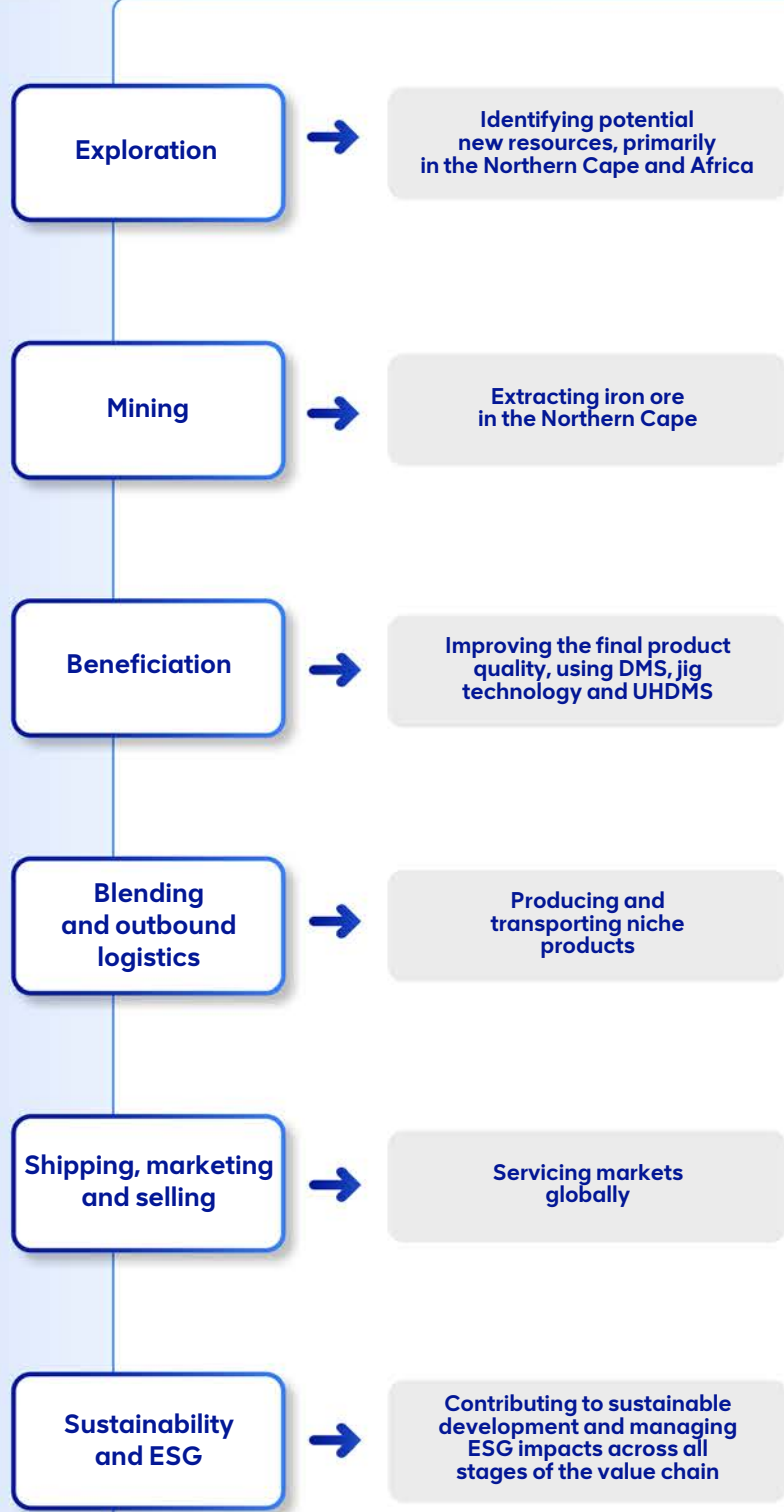 Exploration
Identifying potential
new resources, primarily
in the Northern Cape and Africa
Mining
Extracting iron ore
in the Northern Cape
Beneficiation
Improving the final product
quality, using DMS, jig
technology and UHDMS
Blending
and outbound
logistics
Producing and
transporting niche
products
Shipping, marketing
and selling
Servicing markets
globally
Sustainability
and ESG
Contributing to sustainable
development and managing
ESG impacts across all
stages of the value chain